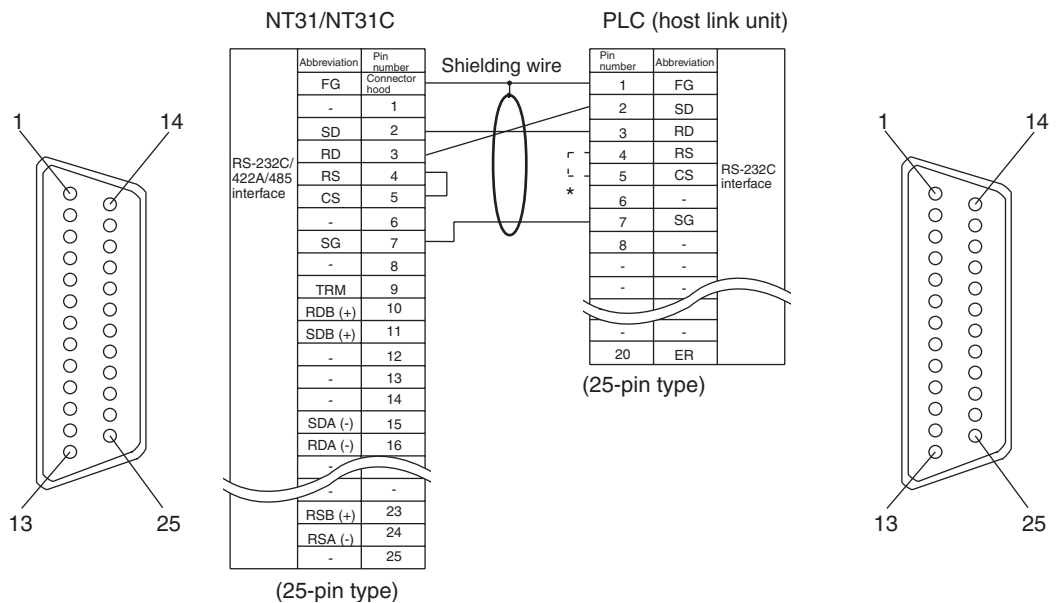 NT31/NT31C
PLC (host link unit)
Abbreviation Pin number
FG Connector hood
- 1
SD 2
RD 3
RS 4
CS 5
- 6
SG 7
- 8
TRM 9
RDB (+) 10
SDB (+) 11
- 12
- 13
- 14
SDA (-) 15
RDA (-) 16
-
- -
RSB (+) 23
RSA (-) 24
- 25
RS-232C/
422A/485
interface
(25-pin type)
Shielding wire
*
Pin number Abbreviation
1 FG
2 SD
3 RD
4 RS
5 CS
6 -
7 SG
8 -
- -
- -
- -
20 ER
RS-232C
interface
(25-pin type)
1
14
13
25
1
14
13
25